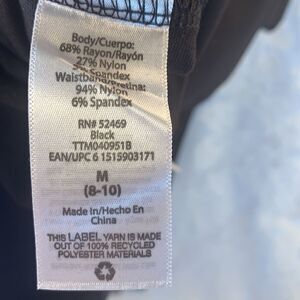 Body/Cuerpo:
68% Rayon/Rayón
27% Nylon
5% Spandex
Waistband/Pretina:
94% Nylon
6% Spandex
RN# 52469
Black
TTM040951B
EAN/UPC 6 1515903171
M
(8-10)
Made In/Hecho En
China
THIS LABEL YARN IS MADE
OUT OF 100% RECYCLED
POLYESTER MATERIALS